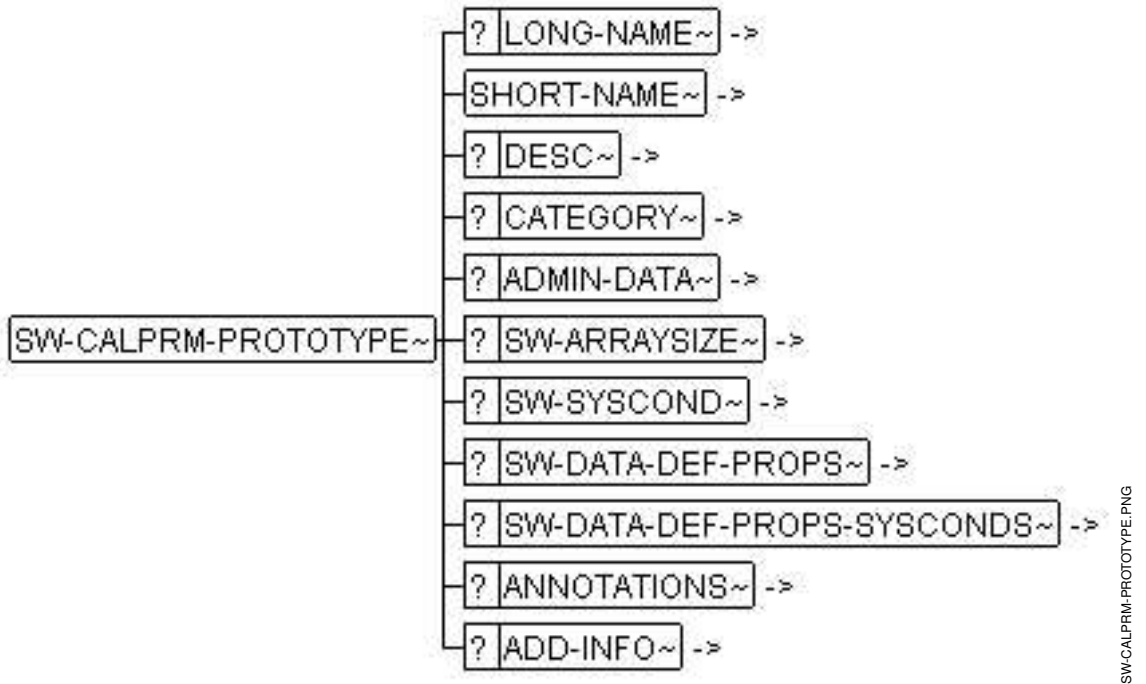 ? LONG-NAME~ ->
SHORT-NAME~ ->
? DESC~ ->
? CATEGORY~ ->
? ADMIN-DATA~ ->
SW-CALPRM-PROTOTYPE~
? SW-ARRAYSIZE~ ->
? SW-SYSCOND~ ->
? SW-DATA-DEF-PROPS~ ->
? SW-DATA-DEF-PROPS-SYSCONDS~ ->
? ANNOTATIONS~ ->
? ADD-INFO~ ->
SW-CALPRM-PROTOTYPE.PNG